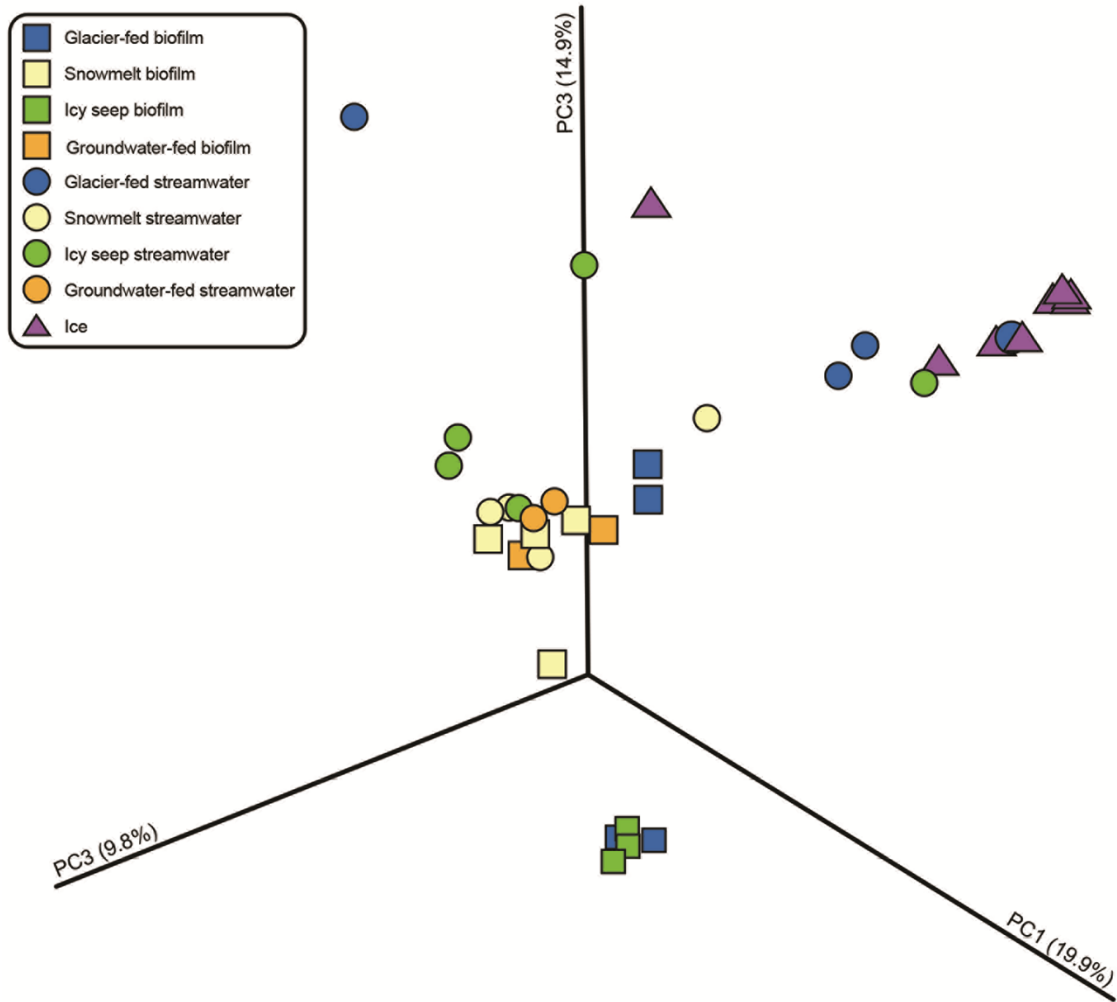 Glacier-fed biofilm
Snowmelt biofilm
Icy seep biofilm
Groundwater-fed biofilm
Glacier-fed streamwater
Snowmelt streamwater
Icy seep streamwater
Groundwater-fed streamwater
Ice
PC3 (14.9%)
PC3 (9.8%)
PC1 (19.9%)